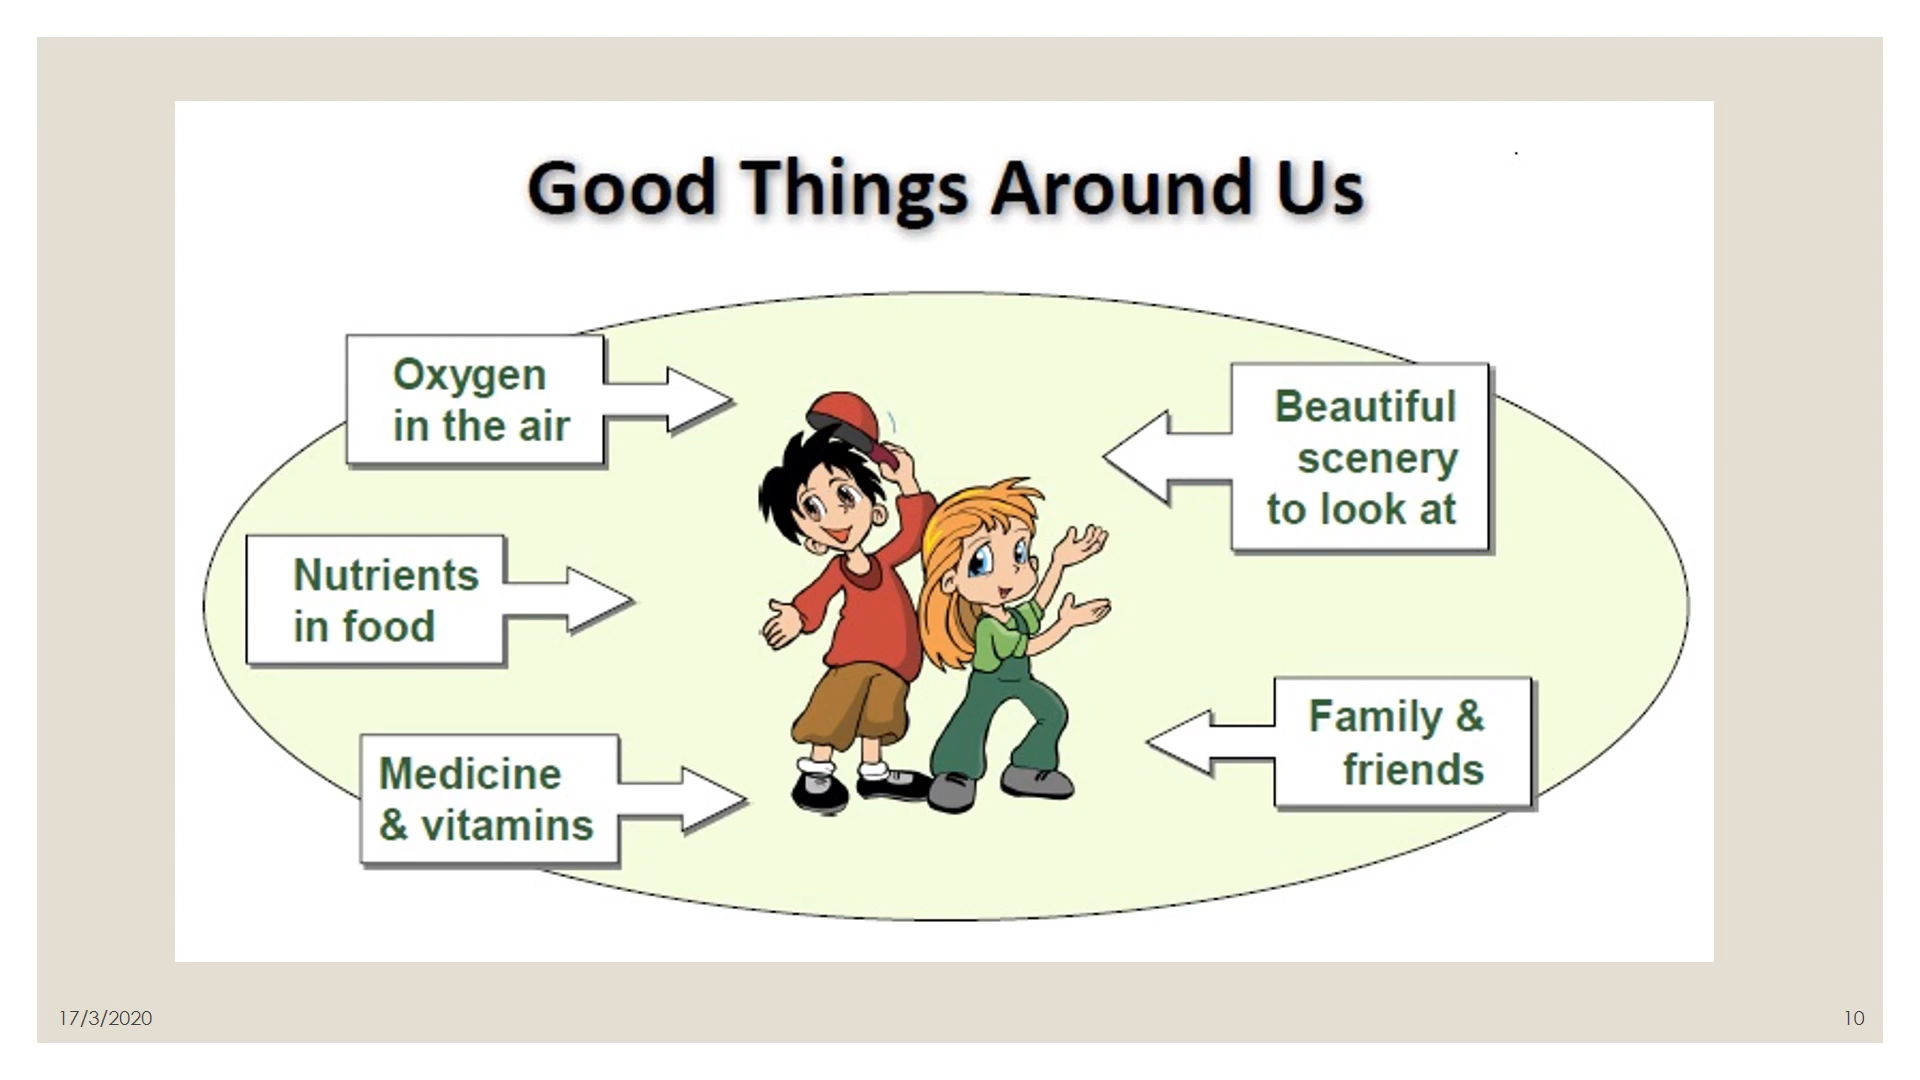 Good Things Around Us
Oxygen
in the air
Nutrients
in food
Medicine
& vitamins
Beautiful
scenery
to look at
Family &
friends
17/3/2020
10